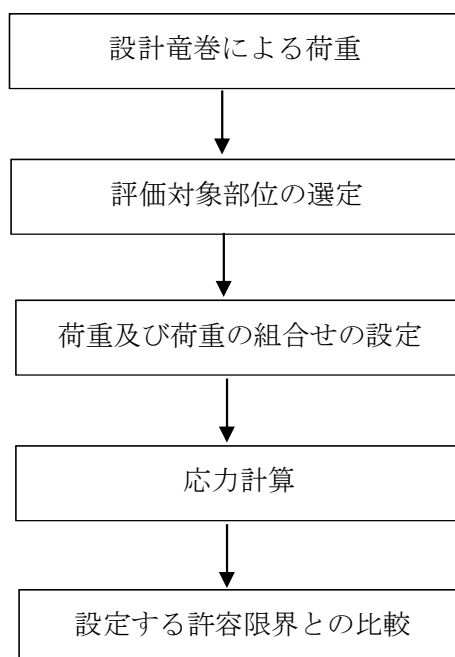 設計竜巻による荷重
評価対象部位の選定
荷重及び荷重の組合せの設定
応力計算
設定する許容限界との比較